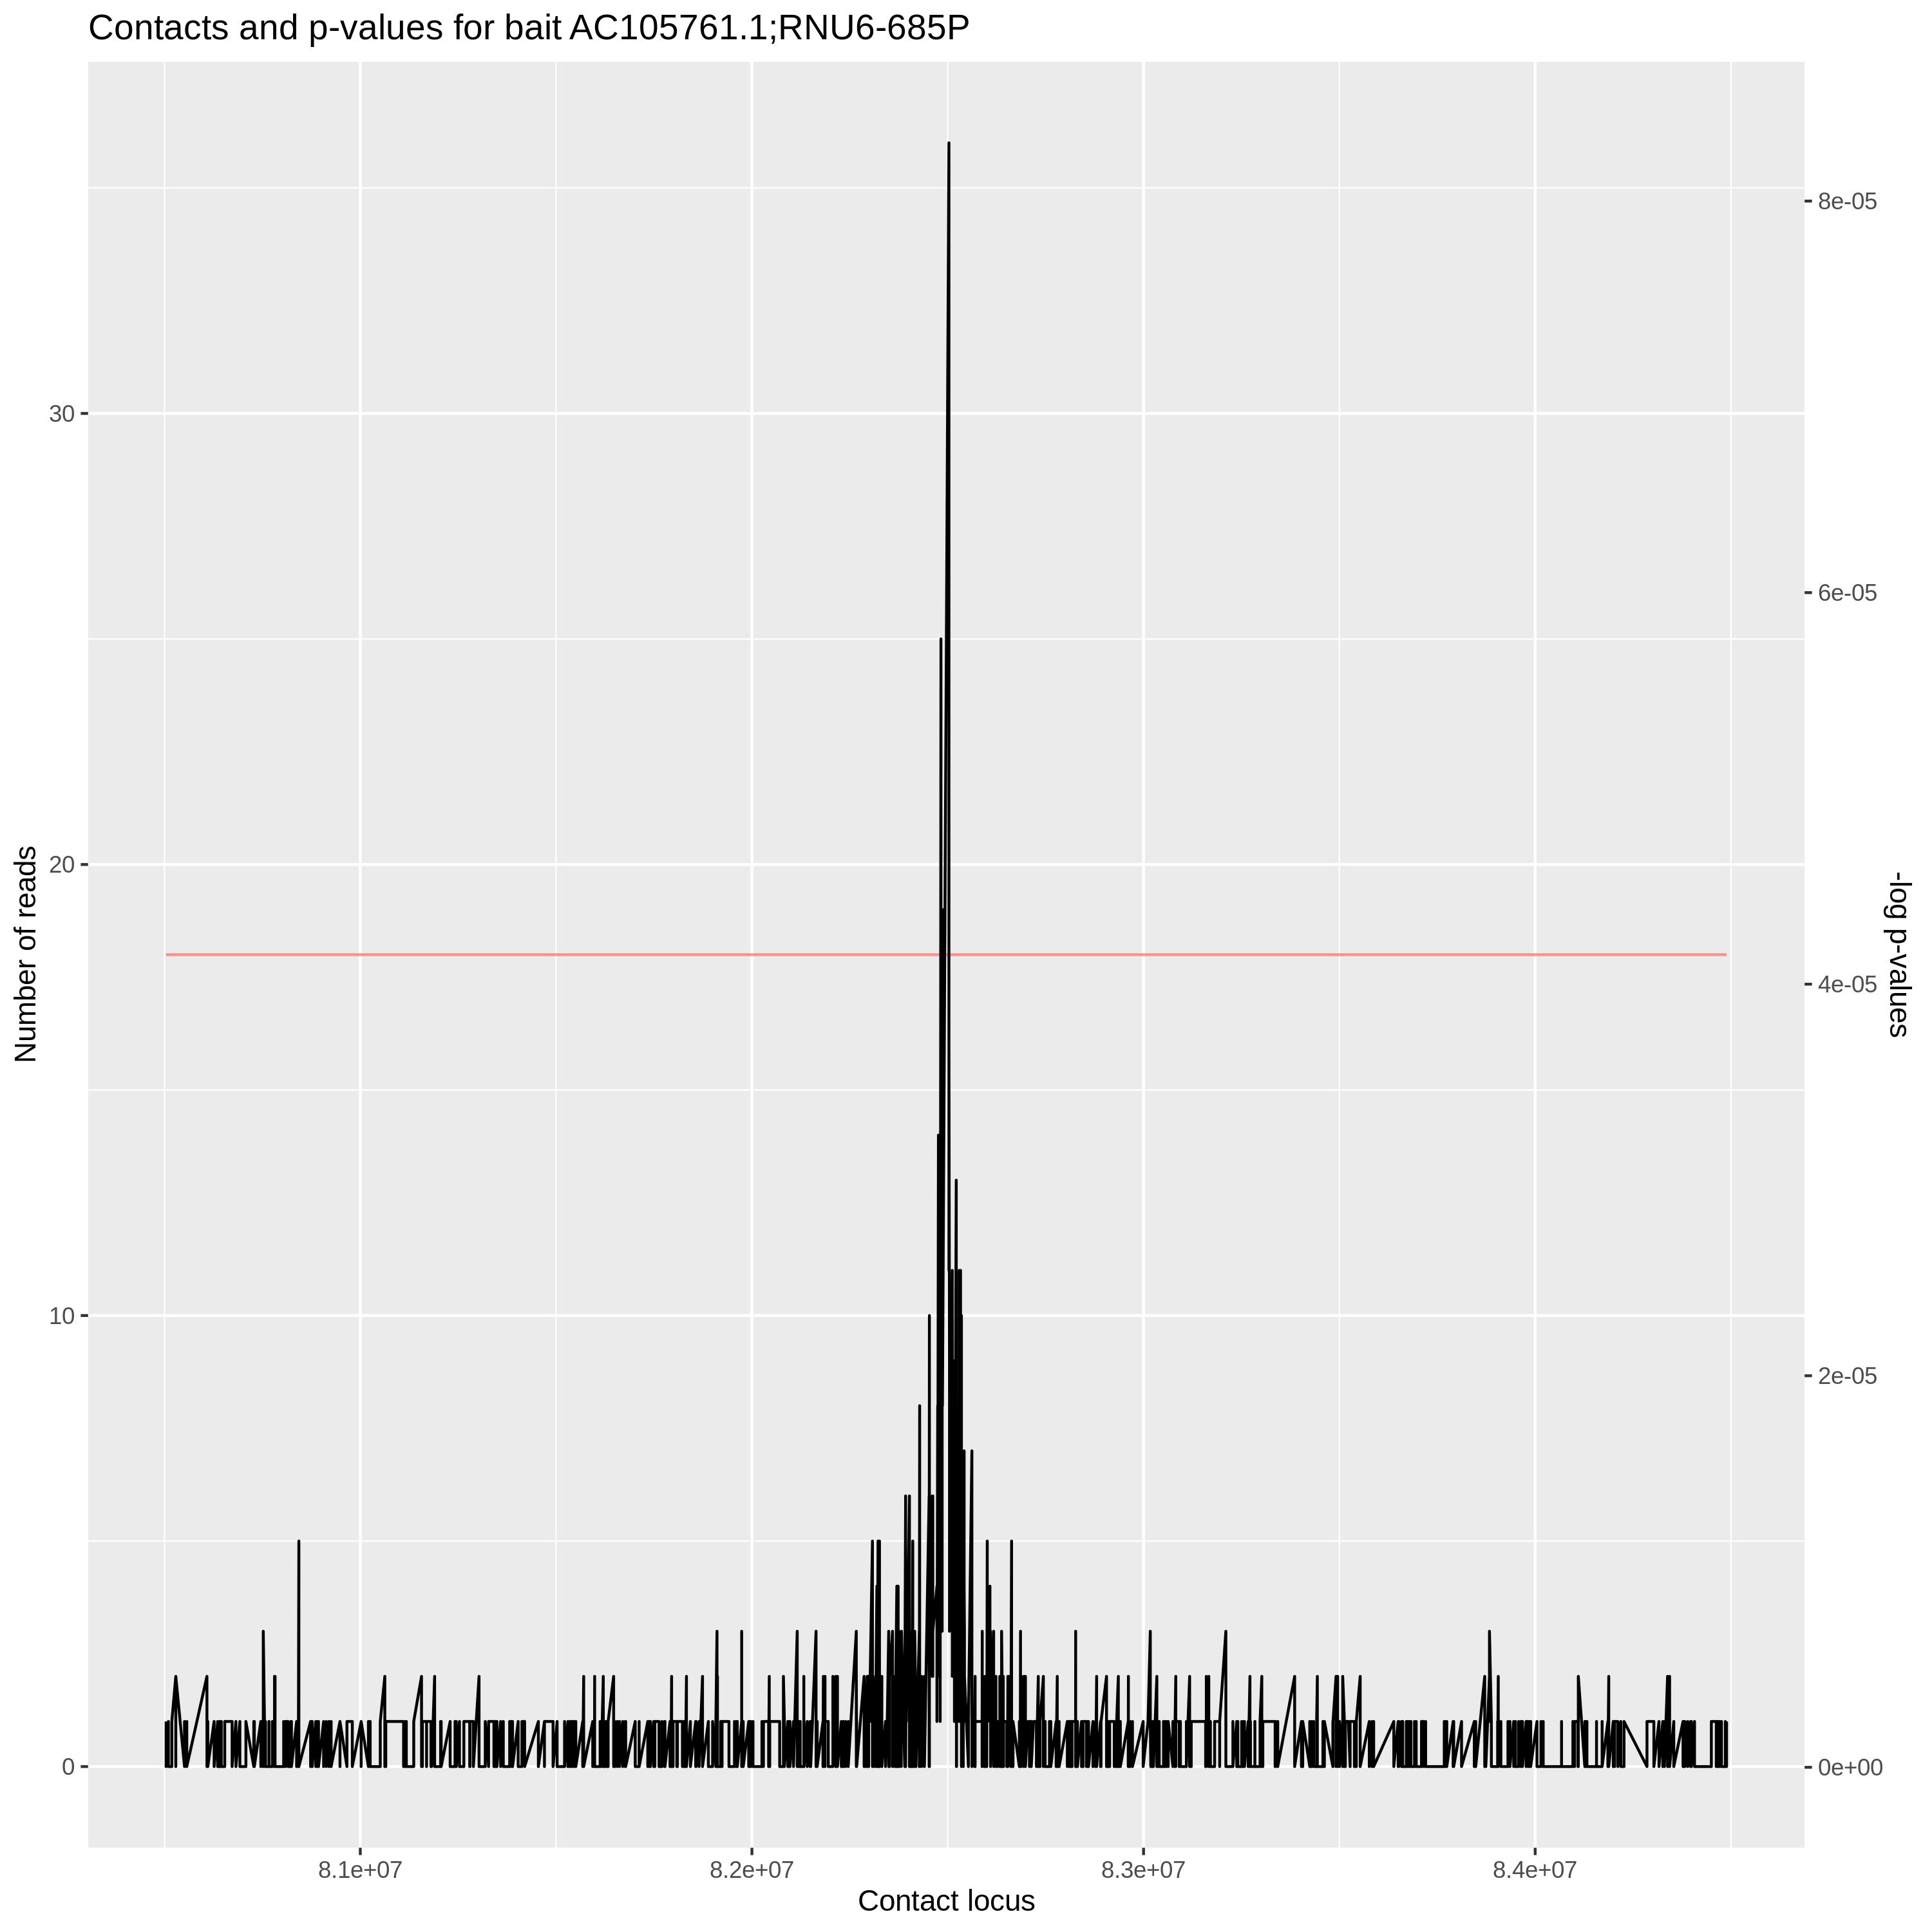 Contacts and p-values for bait AC105761.1;RNU6-685P
Number of reads
30
20
10
0
8e-05
6e-05
4e-05
2e-05
0e+00
-log p-values
8.1e+07
8.2e+07
8.3e+07
8.4e+07
Contact locus